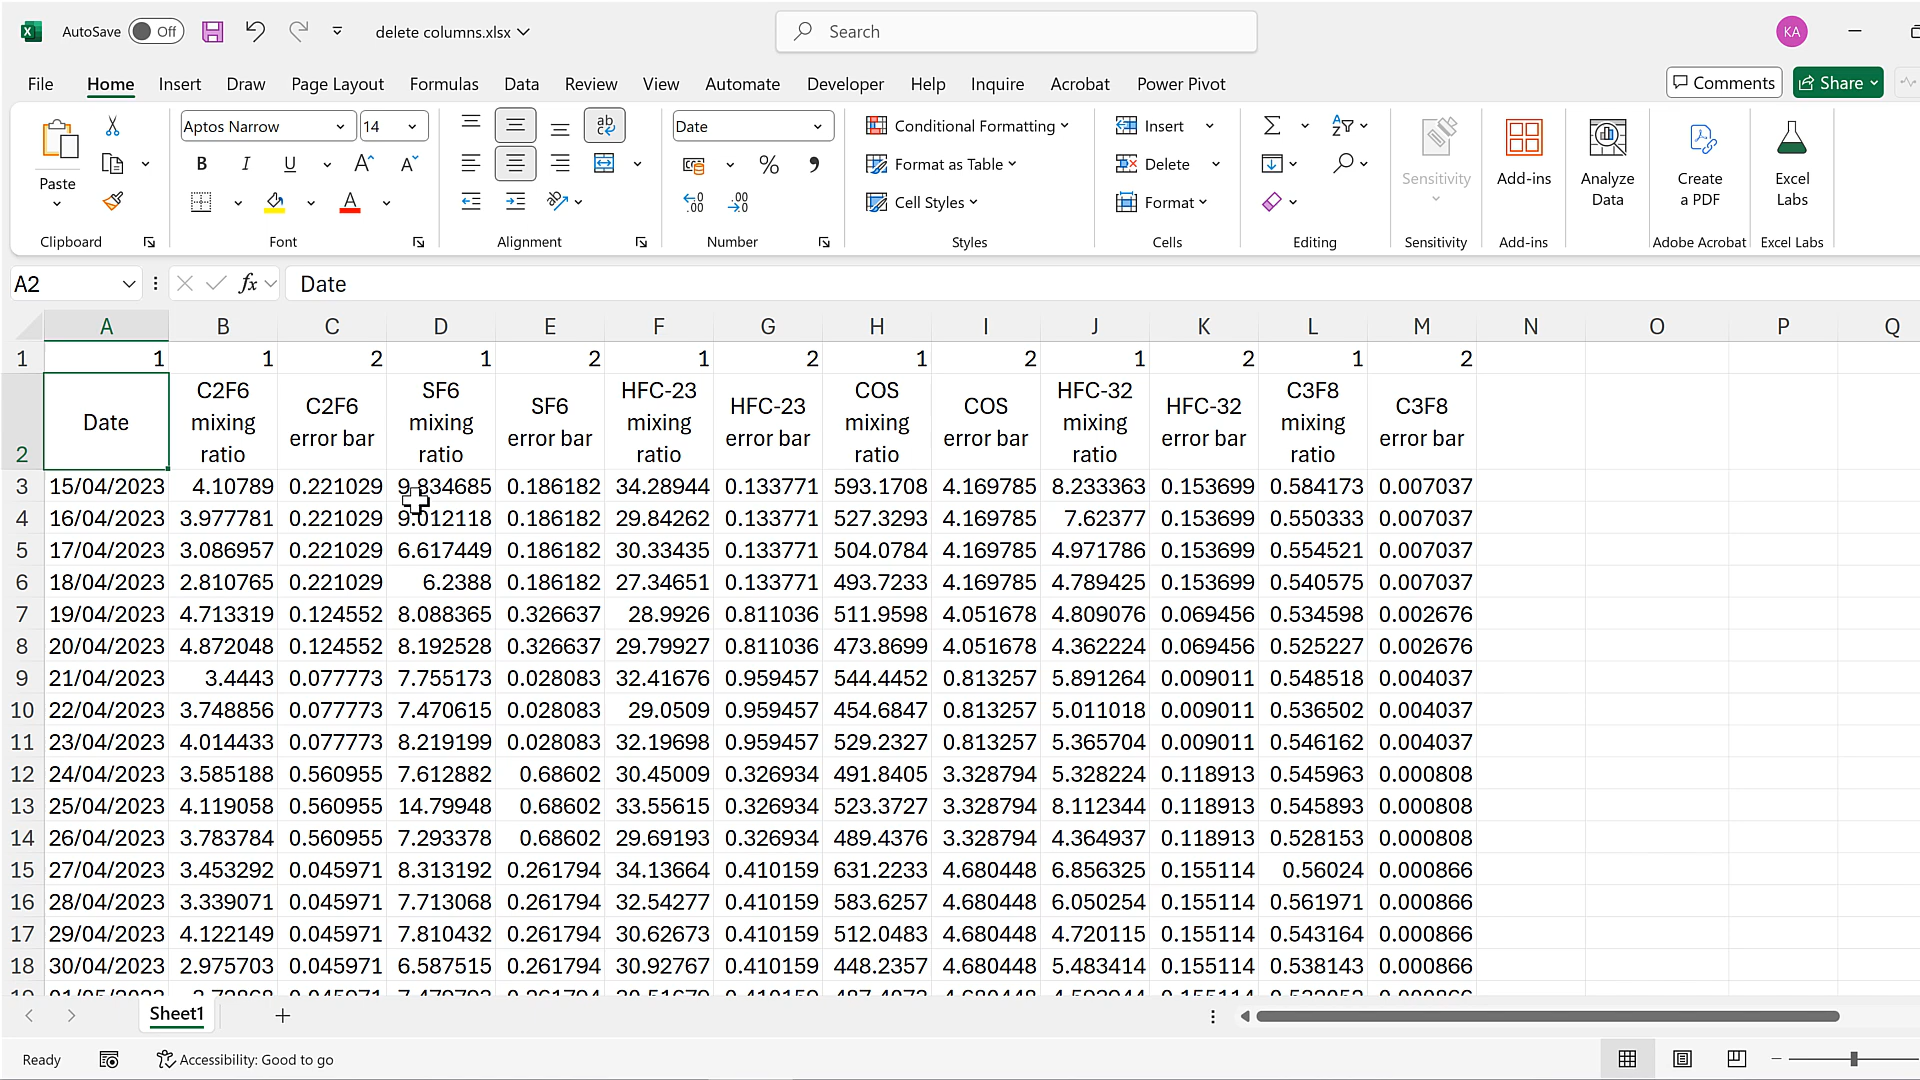 AutoSave Off delete columns.xlsx Search KA
File Home Insert Draw Page Layout Formulas Data Review View Automate Developer Help Inquire Acrobat Power Pivot Comments Share
Paste Aptos Narrow 14 Date Conditional Formatting Insert Sensitivity Add-ins Analyze Data Create a PDF Excel Labs
Format as Table Delete
Cell Styles Format
Clipboard Font Alignment Number Styles Cells Editing Sensitivity Add-ins Adobe Acrobat Excel Labs
A2 fx Date
A B C D E F G H I J K L M N O P Q
1 1 1 2 1 2 1 2 1 2 1 2 1 2
2 Date C2F6 mixing ratio C2F6 error bar SF6 mixing ratio SF6 error bar HFC-23 mixing ratio HFC-23 error bar COS mixing ratio COS error bar HFC-32 mixing ratio HFC-32 error bar C3F8 mixing ratio C3F8 error bar
3 15/04/2023 4.10789 0.221029 9.834685 0.186182 34.28944 0.133771 593.1708 4.169785 8.233363 0.153699 0.584173 0.007037
4 16/04/2023 3.977781 0.221029 9.012118 0.186182 29.84262 0.133771 527.3293 4.169785 7.62377 0.153699 0.550333 0.007037
5 17/04/2023 3.086957 0.221029 6.617449 0.186182 30.33435 0.133771 504.0784 4.169785 4.971786 0.153699 0.554521 0.007037
6 18/04/2023 2.810765 0.221029 6.2388 0.186182 27.34651 0.133771 493.7233 4.169785 4.789425 0.153699 0.540575 0.007037
7 19/04/2023 4.713319 0.124552 8.088365 0.326637 28.9926 0.811036 511.9598 4.051678 4.809076 0.069456 0.534598 0.002676
8 20/04/2023 4.872048 0.124552 8.192528 0.326637 29.79927 0.811036 473.8699 4.051678 4.362224 0.069456 0.525227 0.002676
9 21/04/2023 3.4443 0.077773 7.755173 0.028083 32.41676 0.959457 544.4452 0.813257 5.891264 0.009011 0.548518 0.004037
10 22/04/2023 3.748856 0.077773 7.470615 0.028083 29.0509 0.959457 454.6847 0.813257 5.011018 0.009011 0.536502 0.004037
11 23/04/2023 4.014433 0.077773 8.219199 0.028083 32.19698 0.959457 529.2327 0.813257 5.365704 0.009011 0.546162 0.004037
12 24/04/2023 3.585188 0.560955 7.612882 0.68602 30.45009 0.326934 491.8405 3.328794 5.328224 0.118913 0.545963 0.000808
13 25/04/2023 4.119058 0.560955 14.79948 0.68602 33.55615 0.326934 523.3727 3.328794 8.112344 0.118913 0.545893 0.000808
14 26/04/2023 3.783784 0.560955 7.293378 0.68602 29.69193 0.326934 489.4376 3.328794 4.364937 0.118913 0.528153 0.000808
15 27/04/2023 3.453292 0.045971 8.313192 0.261794 34.13664 0.410159 631.2233 4.680448 6.856325 0.155114 0.56024 0.000866
16 28/04/2023 3.339071 0.045971 7.713068 0.261794 32.54277 0.410159 583.6257 4.680448 6.050254 0.155114 0.561971 0.000866
17 29/04/2023 4.122149 0.045971 7.810432 0.261794 30.62673 0.410159 512.0483 4.680448 4.720115 0.155114 0.543164 0.000866
18 30/04/2023 2.975703 0.045971 6.587515 0.261794 30.92767 0.410159 448.2357 4.680448 5.483414 0.155114 0.538143 0.000866
Sheet1
Ready Accessibility: Good to go